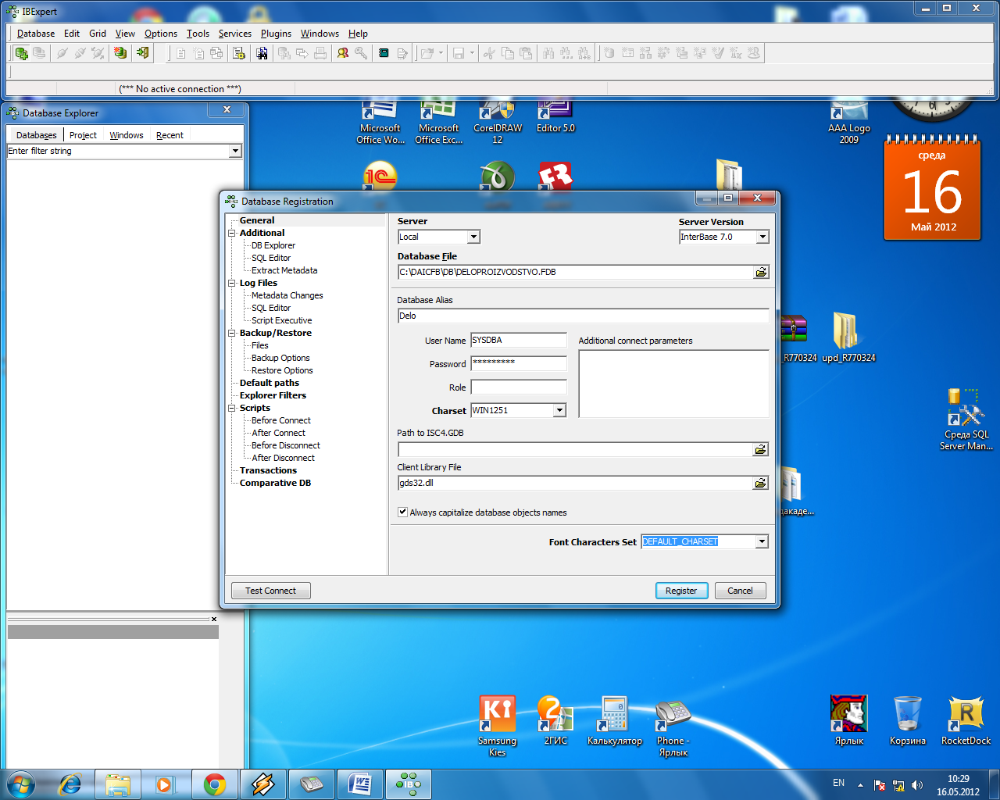 IBExpert
Database Edit Grid View Options Tools Services Plugins Windows Help
(*** No active connection ***)
Database Explorer
Databases Project Windows Recent
Enter filter string
Microsoft Office Wo...
Microsoft Office Exc...
CorelDRAW 12
Editor 5.0
AAA Logo 2009
среда
16
Май 2012
Database Registration
General
Additional
DB Explorer
SQL Editor
Extract Metadata
Log Files
Metadata Changes
SQL Editor
Script Executive
Backup/Restore
Files
Backup Options
Restore Options
Default paths
Explorer Filters
Scripts
Before Connect
After Connect
Before Disconnect
After Disconnect
Transactions
Comparative DB
Server
Local
Server Version
InterBase 7.0
Database File
C:\DAICFB\DB\DELOPROIZVODSTVO.FDB
Database Alias
Delo
User Name SYSDBA
Additional connect parameters
Password *********
Role
Charset WIN1251
Path to ISC4.GDB
Client Library File
gds32.dll
Always capitalize database objects names
Font Characters Set DEFAULT_CHARSET
Test Connect
Register
Cancel
_R770324
upd_R770324
Среда SQL Server Man...
дакаде...
Samsung Kies
2ГИС
Калькулятор
Phone - Ярлык
Ярлык
Корзина
RocketDock
EN
10:29
16.05.2012